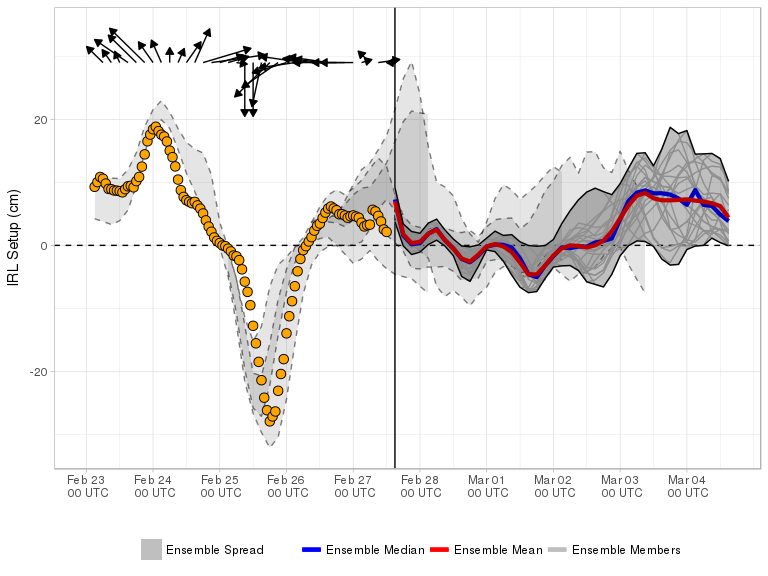 IRL Setup (cm)
20
0
-20
Feb 23 Feb 24 Feb 25 Feb 26 Feb 27 Feb 28 Mar 01 Mar 02 Mar 03 Mar 04
00 UTC 00 UTC 00 UTC 00 UTC 00 UTC 00 UTC 00 UTC 00 UTC 00 UTC 00 UTC
Ensemble Spread Ensemble Median Ensemble Mean Ensemble Members